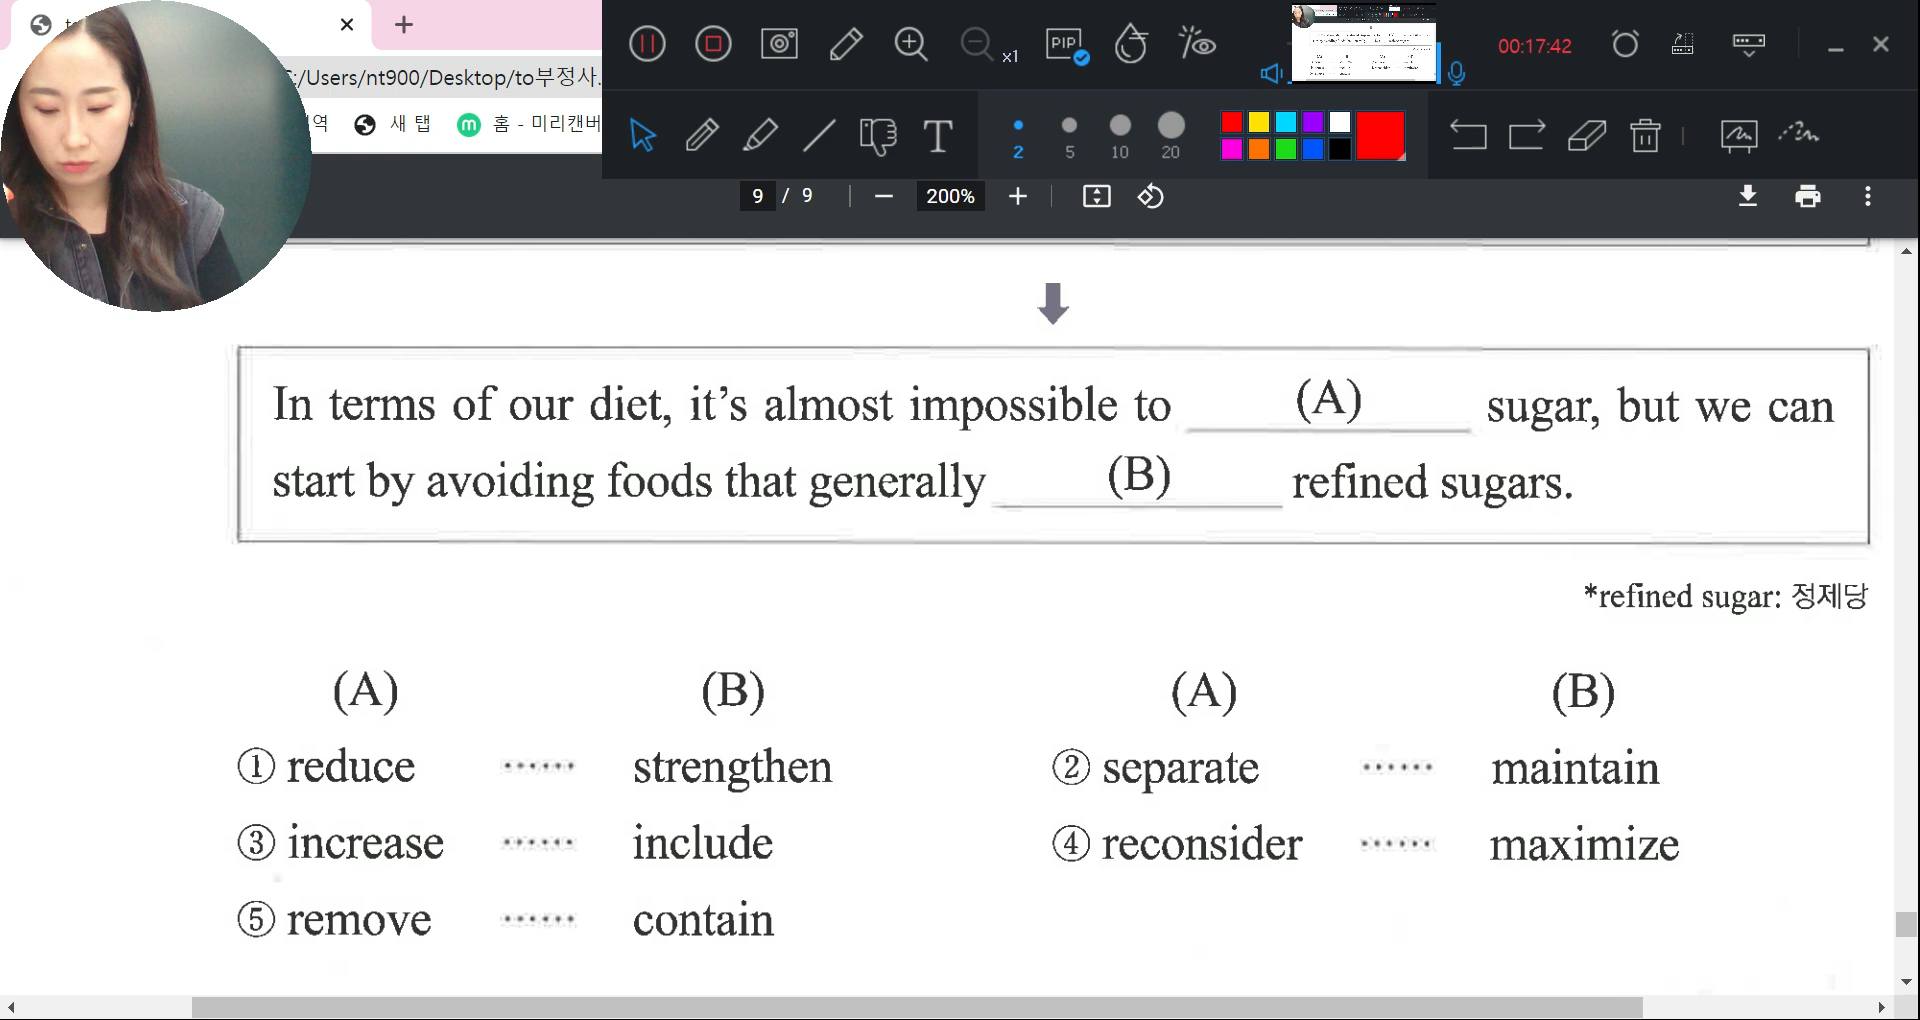 00:17:42
x1
PIP
:/Users/nt900/Desktop/to부정사.
역 새 탭 m 홈 - 미리캔버
T 2 5 10 20
9 / 9 200%
In terms of our diet, it's almost impossible to (A) sugar, but we can
start by avoiding foods that generally (B) refined sugars.
*refined sugar: 정제당
(A) (B) (A) (B)
① reduce ······ strengthen ② separate ······ maintain
③ increase ······ include ④ reconsider ······ maximize
⑤ remove ······ contain